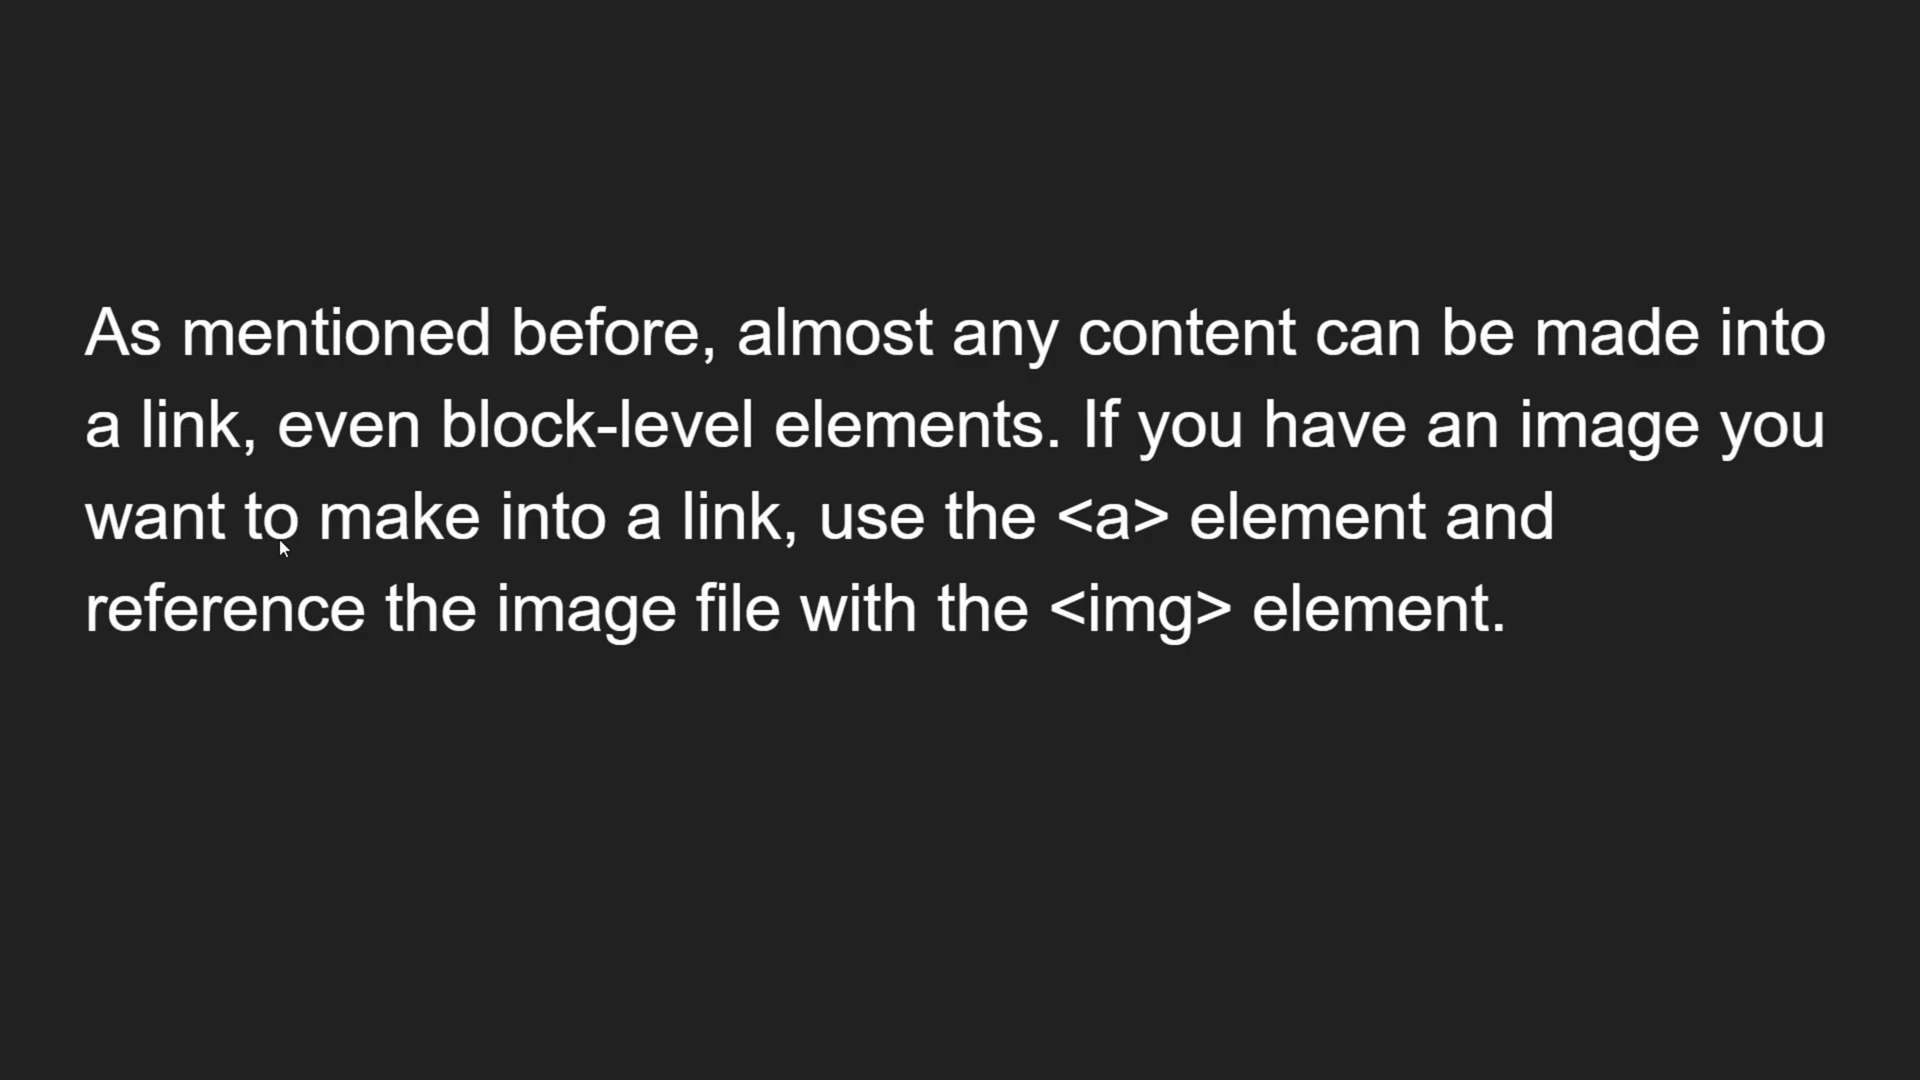 As mentioned before, almost any content can be made into
a link, even block-level elements. If you have an image you
want to make into a link, use the <a> element and
reference the image file with the <img> element.